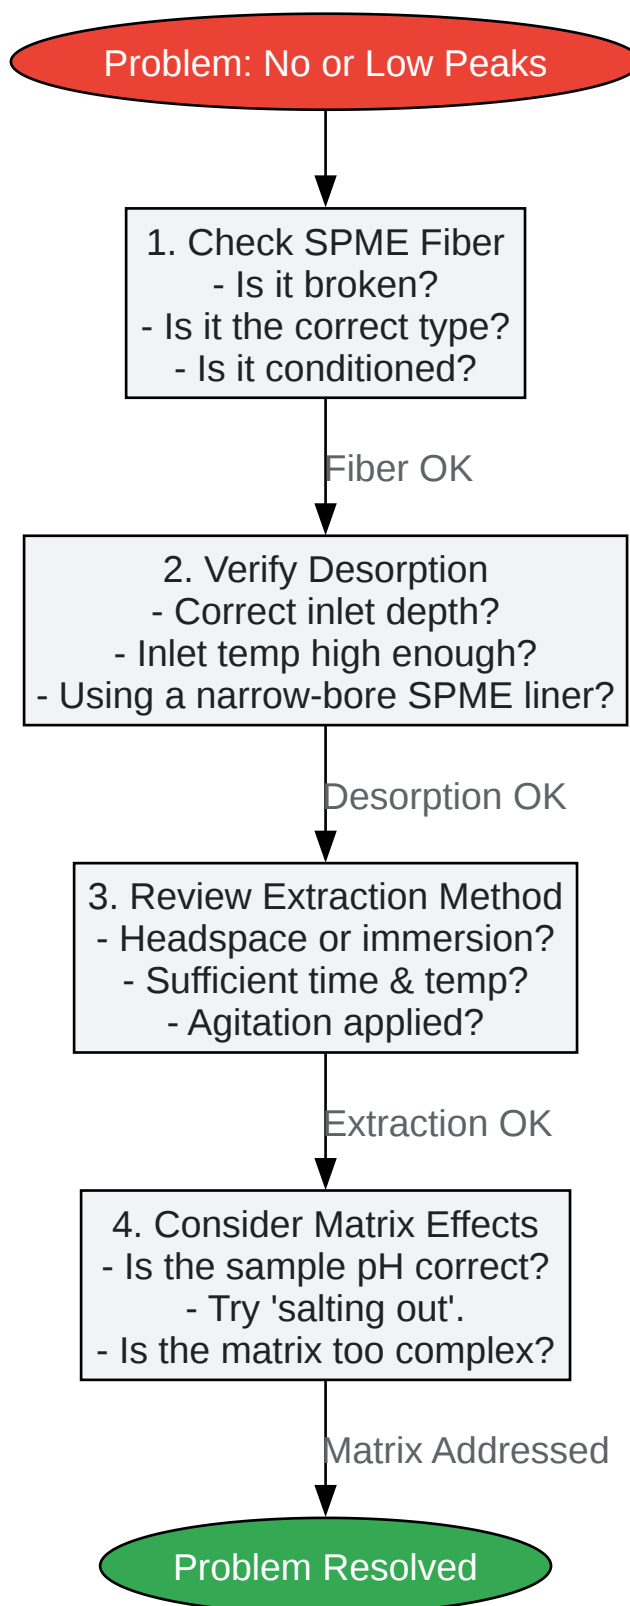 Problem: No or Low Peaks
1. Check SPME Fiber
- Is it broken?
- Is it the correct type?
- Is it conditioned?
Fiber OK
2. Verify Desorption
- Correct inlet depth?
- Inlet temp high enough?
- Using a narrow-bore SPME liner?
Desorption OK
3. Review Extraction Method
- Headspace or immersion?
- Sufficient time & temp?
- Agitation applied?
Extraction OK
4. Consider Matrix Effects
- Is the sample pH correct?
- Try 'salting out'.
- Is the matrix too complex?
Matrix Addressed
Problem Resolved